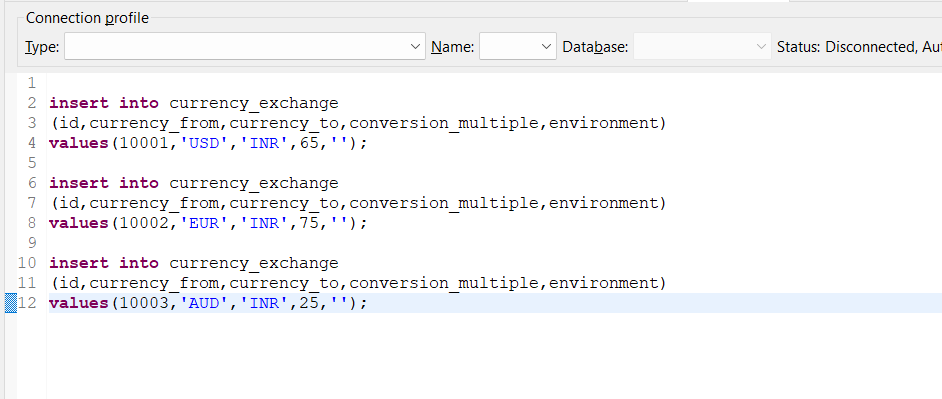 Connection profile
Type: Name: Database: Status: Disconnected, Aut
1
2 insert into currency_exchange
3 (id,currency_from,currency_to,conversion_multiple,environment)
4 values(10001,'USD','INR',65,'');
5
6 insert into currency_exchange
7 (id,currency_from,currency_to,conversion_multiple,environment)
8 values(10002,'EUR','INR',75,'');
9
10 insert into currency_exchange
11 (id,currency_from,currency_to,conversion_multiple,environment)
12 values(10003,'AUD','INR',25,'');